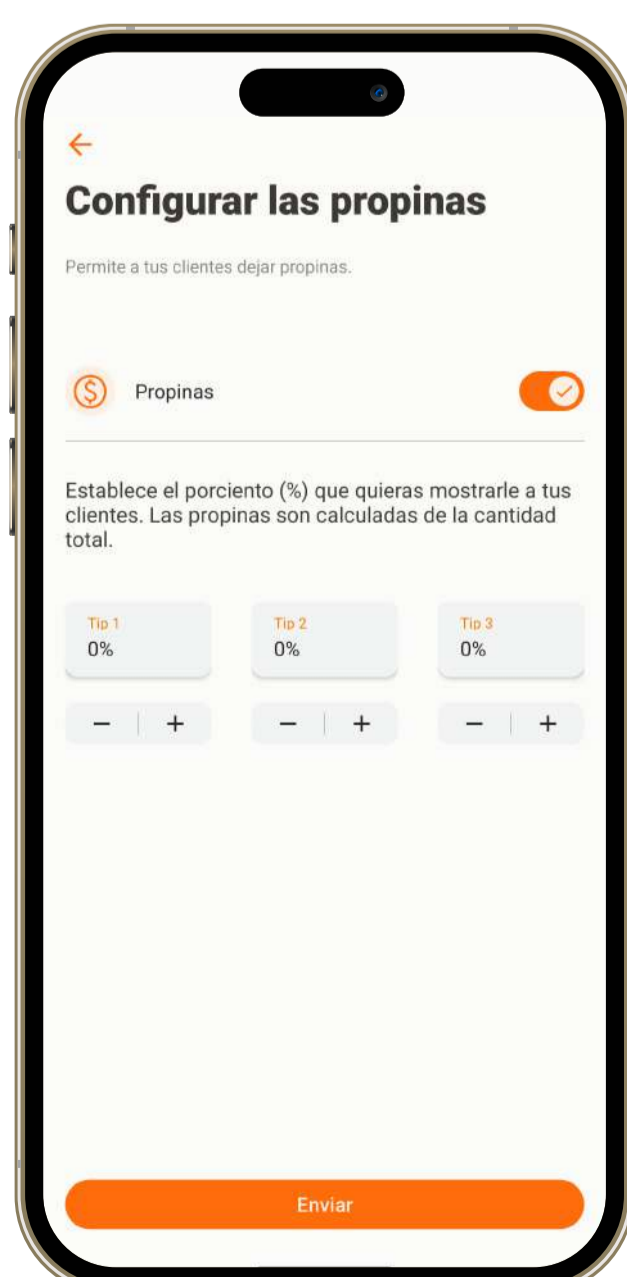 Configurar las propinas
Permite a tus clientes dejar propinas.
Propinas
Establece el porciento (%) que quieras mostrarle a tus
clientes. Las propinas son calculadas de la cantidad
total.
Tip 1
0%
Tip 2
0%
Tip 3
0%
− | +
− | +
− | +
Enviar